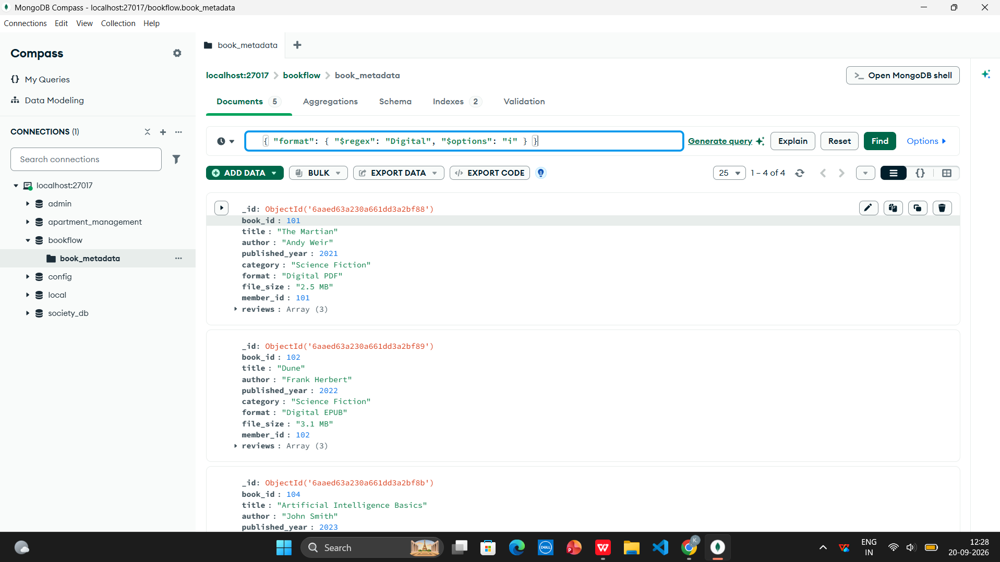 MongoDB Compass - localhost:27017/bookflow.book_metadata
Connections Edit View Collection Help
Compass
My Queries
Data Modeling
CONNECTIONS (1)
Search connections
localhost:27017
admin
apartment_management
bookflow
book_metadata
config
local
society_db
book_metadata
localhost:27017 bookflow book_metadata
Open MongoDB shell
Documents 5 Aggregations Schema Indexes 2 Validation
{ "format": { "$regex": "Digital", "$options": "i" } }
Generate query Explain Reset Find Options
ADD DATA BULK EXPORT DATA EXPORT CODE 25 1 – 4 of 4
_id: ObjectId('6aaed63a230a661dd3a2bf88')
book_id : 101
title : "The Martian"
author : "Andy Weir"
published_year : 2021
category : "Science Fiction"
format : "Digital PDF"
file_size : "2.5 MB"
member_id : 101
reviews : Array (3)
_id: ObjectId('6aaed63a230a661dd3a2bf89')
book_id : 102
title : "Dune"
author : "Frank Herbert"
published_year : 2022
category : "Science Fiction"
format : "Digital EPUB"
file_size : "3.1 MB"
member_id : 102
reviews : Array (3)
_id: ObjectId('6aaed63a230a661dd3a2bf8b')
book_id : 104
title : "Artificial Intelligence Basics"
author : "John Smith"
published_year : 2023
Search
DELL
K
ENG
IN
12:28
20-09-2026